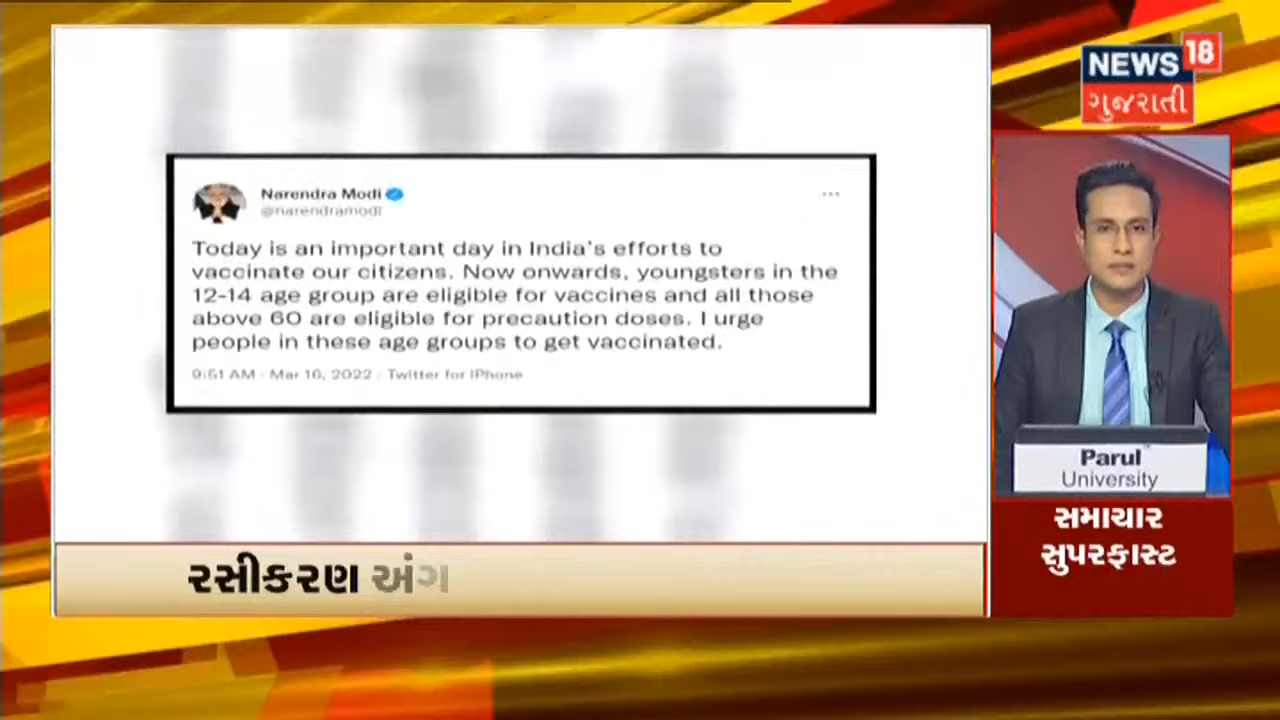 NEWS 18
ગુજરાતી
Narendra Modi
@narendramodi
Today is an important day in India's efforts to
vaccinate our citizens. Now onwards, youngsters in the
12-14 age group are eligible for vaccines and all those
above 60 are eligible for precaution doses. I urge
people in these age groups to get vaccinated.
9:51 AM · Mar 16, 2022 · Twitter for iPhone
Parul
University
સમાચાર
સુપરફાસ્ટ
રસીકરણ અંગ